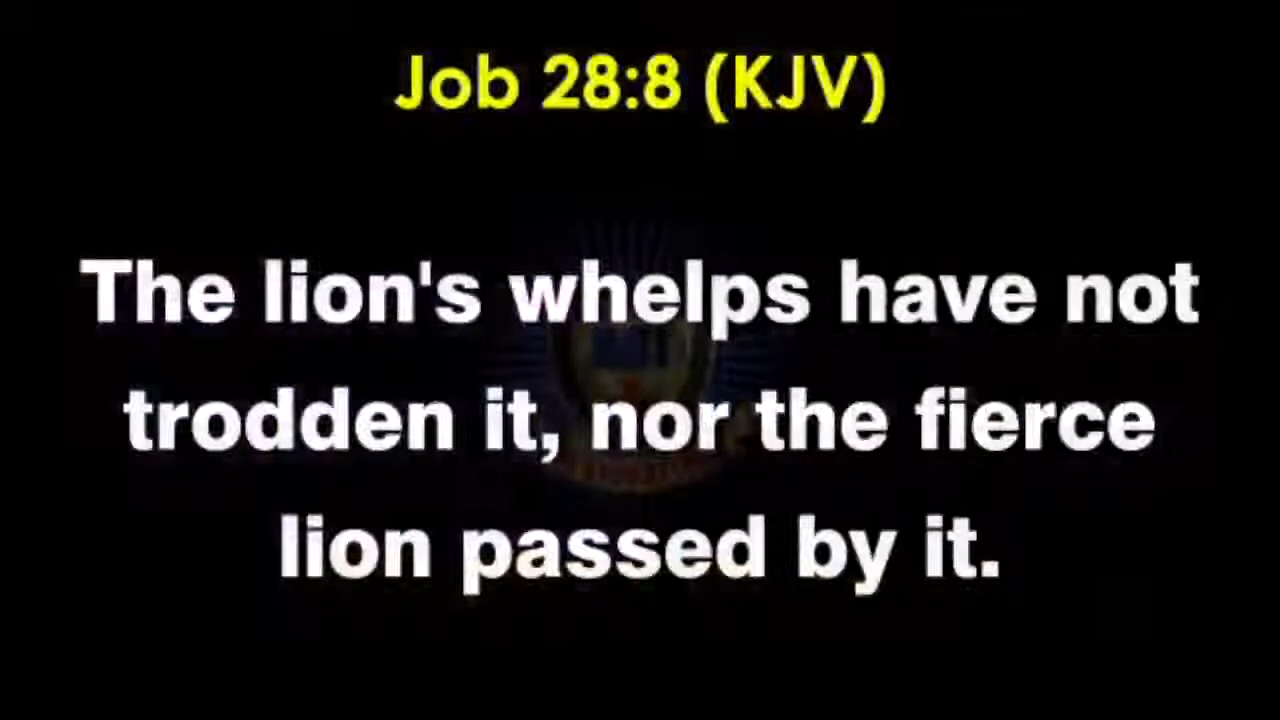 Job 28:8 (KJV)
The lion's whelps have not
trodden it, nor the fierce
lion passed by it.